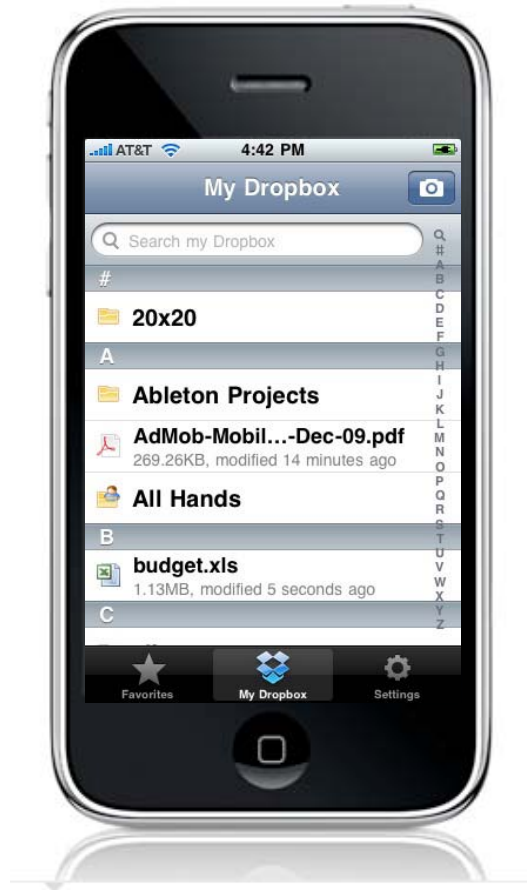 AT&T 4:42 PM
My Dropbox
Search my Dropbox
#
20x20
A
Ableton Projects
AdMob-Mobil...-Dec-09.pdf
269.26KB, modified 14 minutes ago
All Hands
B
budget.xls
1.13MB, modified 5 seconds ago
C
#
A
B
C
D
E
F
G
H
I
J
K
L
M
N
O
P
Q
R
S
T
U
V
W
X
Y
Z
Favorites My Dropbox Settings